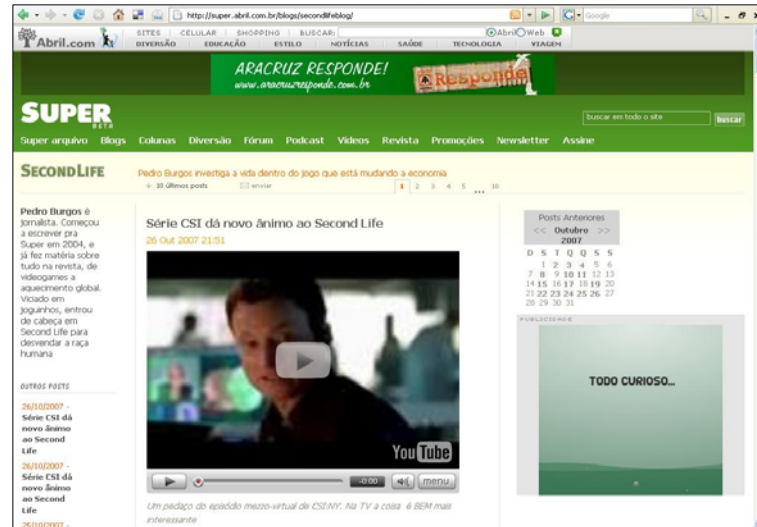 http://super.abril.com.br/blogs/secondlifeblog/
Google
Abril.com
SITES CELULAR SHOPPING BUSCAR: Abril Web
DIVERSÃO EDUCAÇÃO ESTILO NOTÍCIAS SAÚDE TECNOLOGIA VIAGEM
ARACRUZ RESPONDE!
www.aracruzresponde.com.br
Responde
SUPER
BETA
buscar em todo o site
buscar
Super arquivo Blogs Colunas Diversão Fórum Podcast Vídeos Revista Promoções Newsletter Assine
SECONDLIFE
Pedro Burgos investiga a vida dentro do jogo que está mudando a economia
10 últimos posts enviar 1 2 3 4 5 ... 16
Pedro Burgos é
jornalista. Começou
a escrever pra
Super em 2004, e
já fez matéria sobre
tudo na revista, de
videogames a
aquecimento global.
Viciado em
joguinhos, entrou
de cabeça em
Second Life para
desvendar a raça
humana
OUTROS POSTS
26/10/2007 -
Série CSI dá
novo ânimo
ao Second
Life
26/10/2007 -
Série CSI dá
novo ânimo
ao Second
Life
25/10/2007 -
Série CSI dá novo ânimo ao Second Life
26 Out 2007 21:51
YouTube
-0:00
menu
Um pedaço do episódio mezzo-virtual de CSI:NY. Na TV a coisa é BEM mais
interessante
Posts Anteriores
<< Outubro >>
2007
D S T Q Q S S
1 2 3 4 5 6
7 8 9 10 11 12 13
14 15 16 17 18 19 20
21 22 23 24 25 26 27
28 29 30 31
PUBLICIDADE
TODO CURIOSO...